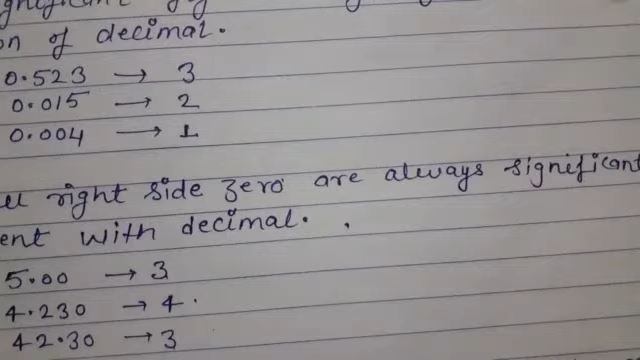 on of decimal.
0.523 → 3
0.015 → 2
0.004 → 1
right side zero are always significant
ent with decimal. .
5.00 → 3
4.230 → 4.
42.30 → 3